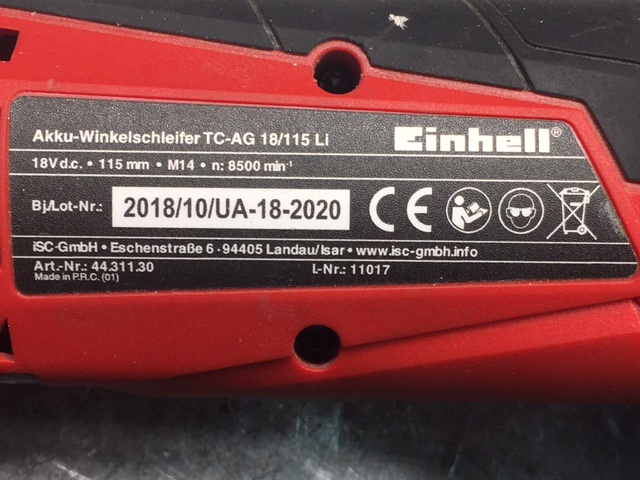 Akku-Winkelschleifer TC-AG 18/115 Li
Einhell®
18V d.c. • 115 mm • M14 • n: 8500 min⁻¹
Bj/Lot-Nr.: 2018/10/UA-18-2020
CE
iSC-GmbH • Eschenstraße 6 · 94405 Landau/Isar • www.isc-gmbh.info
Art.-Nr.: 44.311.30 I.-Nr.: 11017
Made in P.R.C. (01)